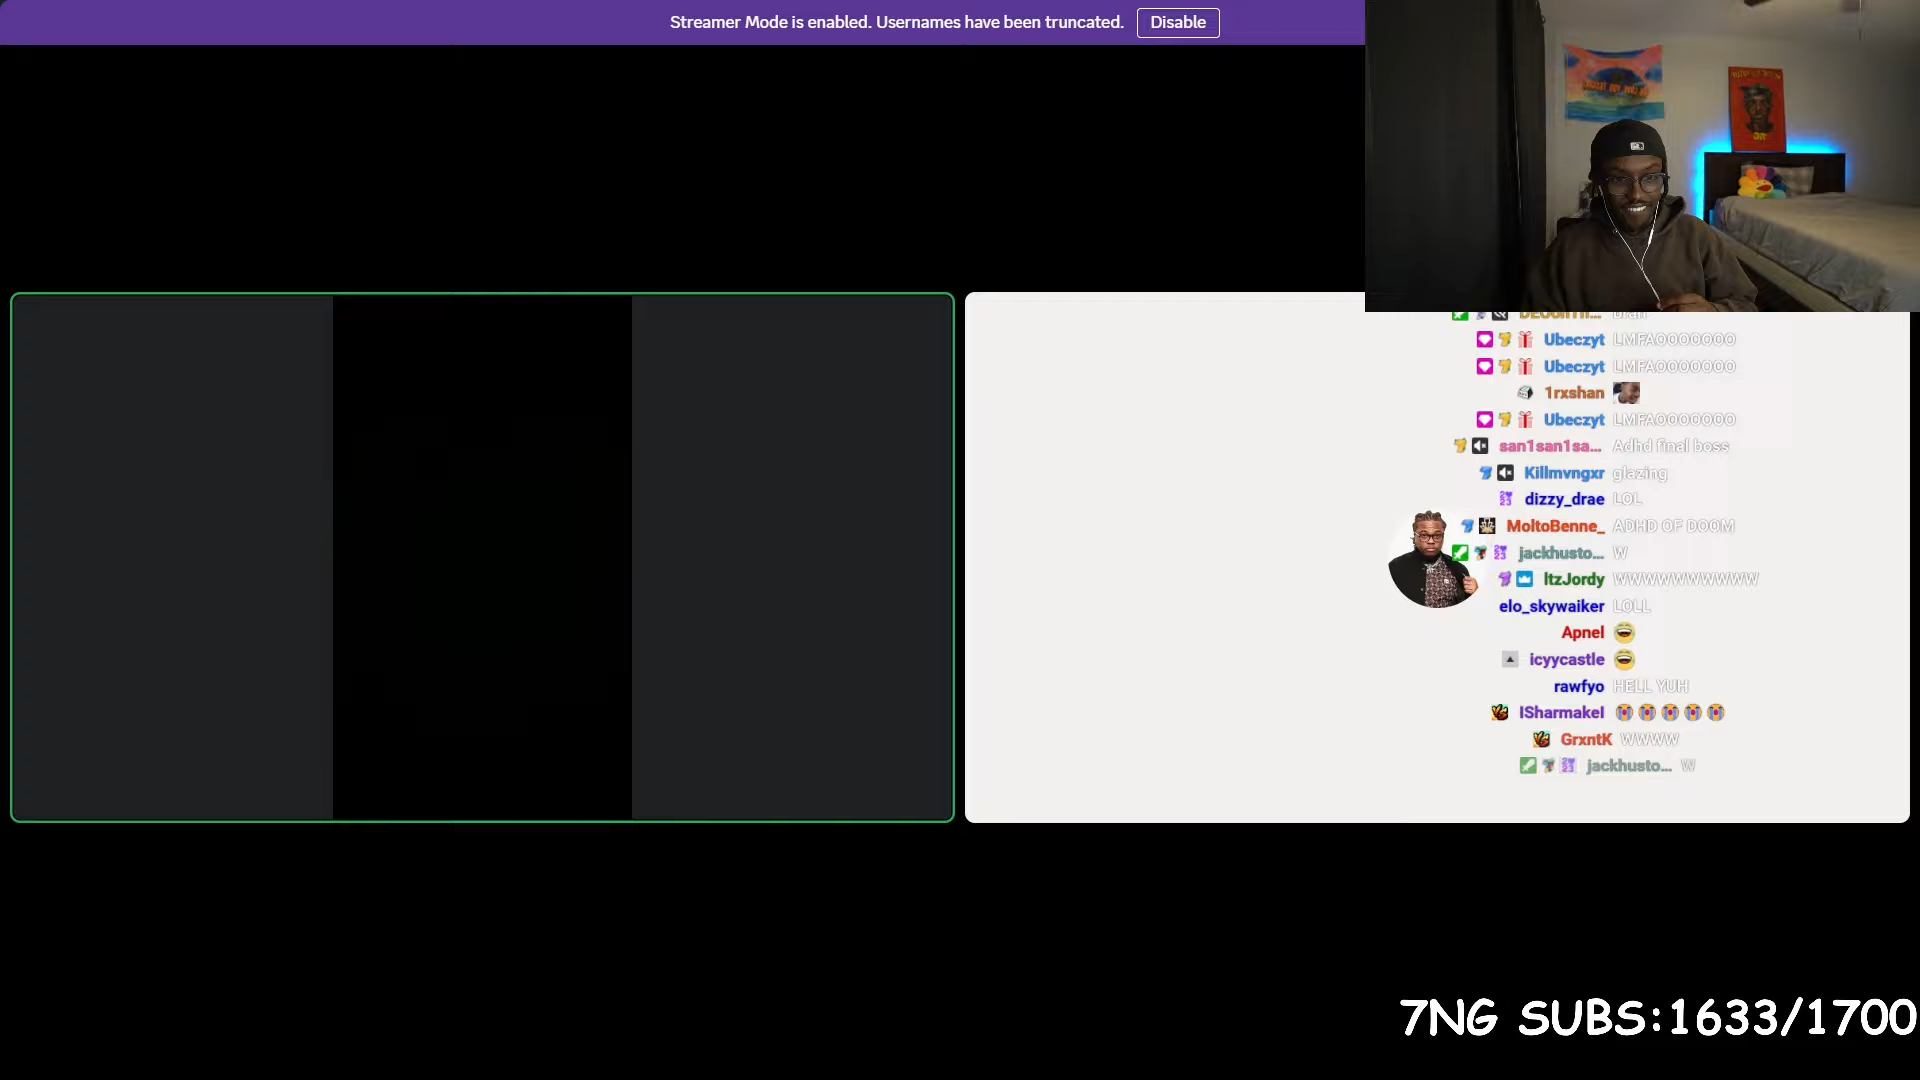 Streamer Mode is enabled. Usernames have been truncated. Disable
Ubeczyt LMFAOOOOOOO
Ubeczyt LMFAOOOOOOO
1rxshan
Ubeczyt LMFAOOOOOOO
san1san1sa... Adhd final boss
Killmvngxr glazing
dizzy_drae LOL
MoltoBenne_ ADHD OF DOOM
jackhusto... W
ItzJordy WWWWWWWWWW
elo_skywaiker LOLL
Apnel
icyycastle
rawfyo HELL YUH
ISharmakeI
GrxntK WWWW
jackhusto... W
7NG SUBS:1633/1700